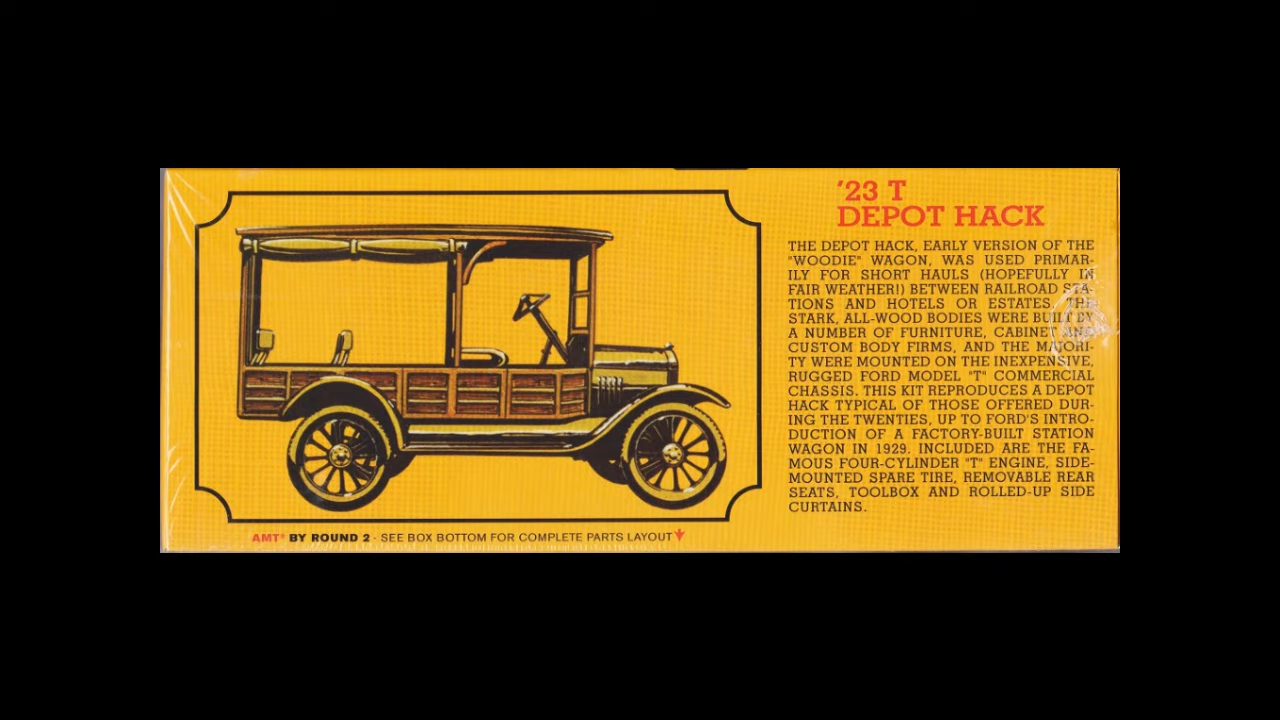 '23 T
DEPOT HACK
THE DEPOT HACK, EARLY VERSION OF THE
"WOODIE" WAGON, WAS USED PRIMAR-
ILY FOR SHORT HAULS (HOPEFULLY IN
FAIR WEATHER!) BETWEEN RAILROAD STA-
TIONS AND HOTELS OR ESTATES. THE
STARK, ALL-WOOD BODIES WERE BUILT BY
A NUMBER OF FURNITURE, CABINET AND
CUSTOM BODY FIRMS, AND THE MAJORI-
TY WERE MOUNTED ON THE INEXPENSIVE,
RUGGED FORD MODEL "T" COMMERCIAL
CHASSIS. THIS KIT REPRODUCES A DEPOT
HACK TYPICAL OF THOSE OFFERED DUR-
ING THE TWENTIES, UP TO FORD'S INTRO-
DUCTION OF A FACTORY-BUILT STATION
WAGON IN 1929. INCLUDED ARE THE FA-
MOUS FOUR-CYLINDER "T" ENGINE, SIDE-
MOUNTED SPARE TIRE, REMOVABLE REAR
SEATS, TOOLBOX AND ROLLED-UP SIDE
CURTAINS.
AMT® BY ROUND 2 · SEE BOX BOTTOM FOR COMPLETE PARTS LAYOUT